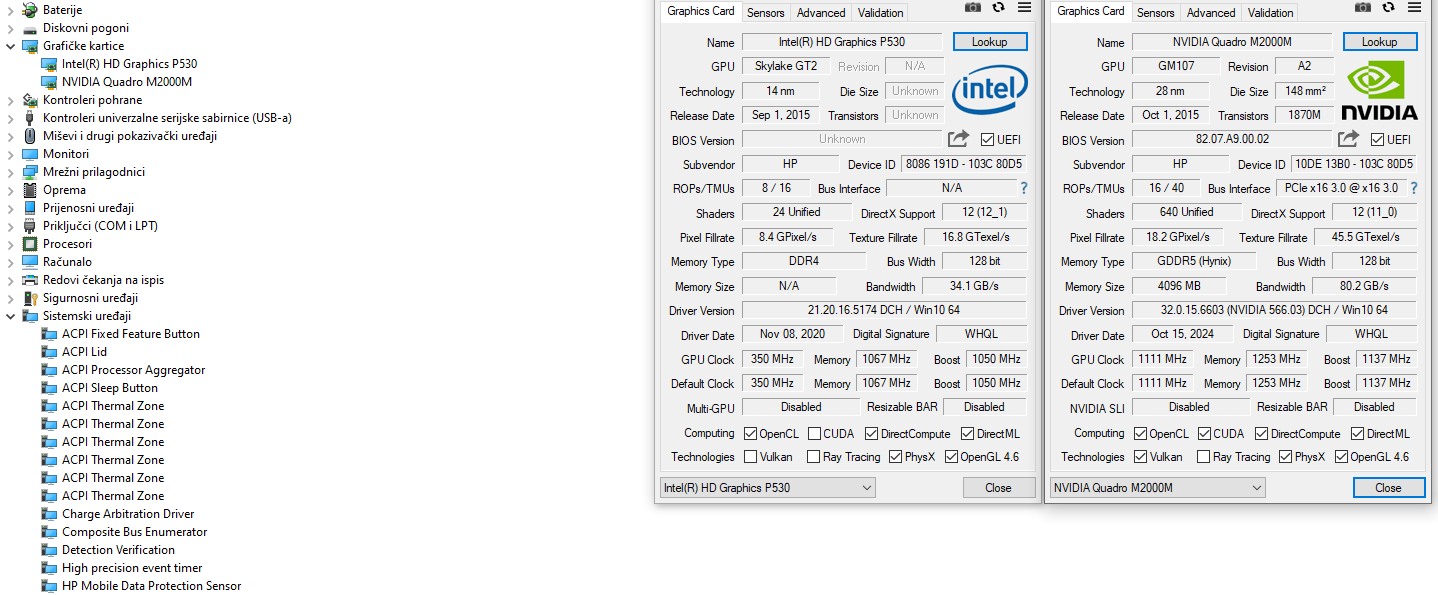 Baterije
Diskovni pogoni
Grafičke kartice
Intel(R) HD Graphics P530
NVIDIA Quadro M2000M
Kontroleri pohrane
Kontroleri univerzalne serijske sabirnice (USB-a)
Miševi i drugi pokazivački uređaji
Monitori
Mrežni prilagodnici
Oprema
Prijenosni uređaji
Priključci (COM i LPT)
Procesori
Računalo
Redovi čekanja na ispis
Sigurnosni uređaji
Sistemski uređaji
ACPI Fixed Feature Button
ACPI Lid
ACPI Processor Aggregator
ACPI Sleep Button
ACPI Thermal Zone
ACPI Thermal Zone
ACPI Thermal Zone
ACPI Thermal Zone
ACPI Thermal Zone
ACPI Thermal Zone
Charge Arbitration Driver
Composite Bus Enumerator
Detection Verification
High precision event timer
HP Mobile Data Protection Sensor
Graphics Card Sensors Advanced Validation
Name Intel(R) HD Graphics P530 Lookup
GPU Skylake GT2 Revision N/A
intel
Technology 14 nm Die Size Unknown
Release Date Sep 1, 2015 Transistors Unknown
BIOS Version Unknown UEFI
Subvendor HP Device ID 8086 191D - 103C 80D5
ROPs/TMUs 8 / 16 Bus Interface N/A ?
Shaders 24 Unified DirectX Support 12 (12_1)
Pixel Fillrate 8.4 GPixel/s Texture Fillrate 16.8 GTexel/s
Memory Type DDR4 Bus Width 128 bit
Memory Size N/A Bandwidth 34.1 GB/s
Driver Version 21.20.16.5174 DCH / Win10 64
Driver Date Nov 08, 2020 Digital Signature WHQL
GPU Clock 350 MHz Memory 1067 MHz Boost 1050 MHz
Default Clock 350 MHz Memory 1067 MHz Boost 1050 MHz
Multi-GPU Disabled Resizable BAR Disabled
Computing OpenCL CUDA DirectCompute DirectML
Technologies Vulkan Ray Tracing PhysX OpenGL 4.6
Intel(R) HD Graphics P530 Close
Graphics Card Sensors Advanced Validation
Name NVIDIA Quadro M2000M Lookup
GPU GM107 Revision A2
Technology 28 nm Die Size 148 mm²
NVIDIA
Release Date Oct 1, 2015 Transistors 1870M
BIOS Version 82.07.A9.00.02 UEFI
Subvendor HP Device ID 10DE 13B0 - 103C 80D5
ROPs/TMUs 16 / 40 Bus Interface PCIe x16 3.0 @ x16 3.0 ?
Shaders 640 Unified DirectX Support 12 (11_0)
Pixel Fillrate 18.2 GPixel/s Texture Fillrate 45.5 GTexel/s
Memory Type GDDR5 (Hynix) Bus Width 128 bit
Memory Size 4096 MB Bandwidth 80.2 GB/s
Driver Version 32.0.15.6603 (NVIDIA 566.03) DCH / Win10 64
Driver Date Oct 15, 2024 Digital Signature WHQL
GPU Clock 1111 MHz Memory 1253 MHz Boost 1137 MHz
Default Clock 1111 MHz Memory 1253 MHz Boost 1137 MHz
NVIDIA SLI Disabled Resizable BAR Disabled
Computing OpenCL CUDA DirectCompute DirectML
Technologies Vulkan Ray Tracing PhysX OpenGL 4.6
NVIDIA Quadro M2000M Close